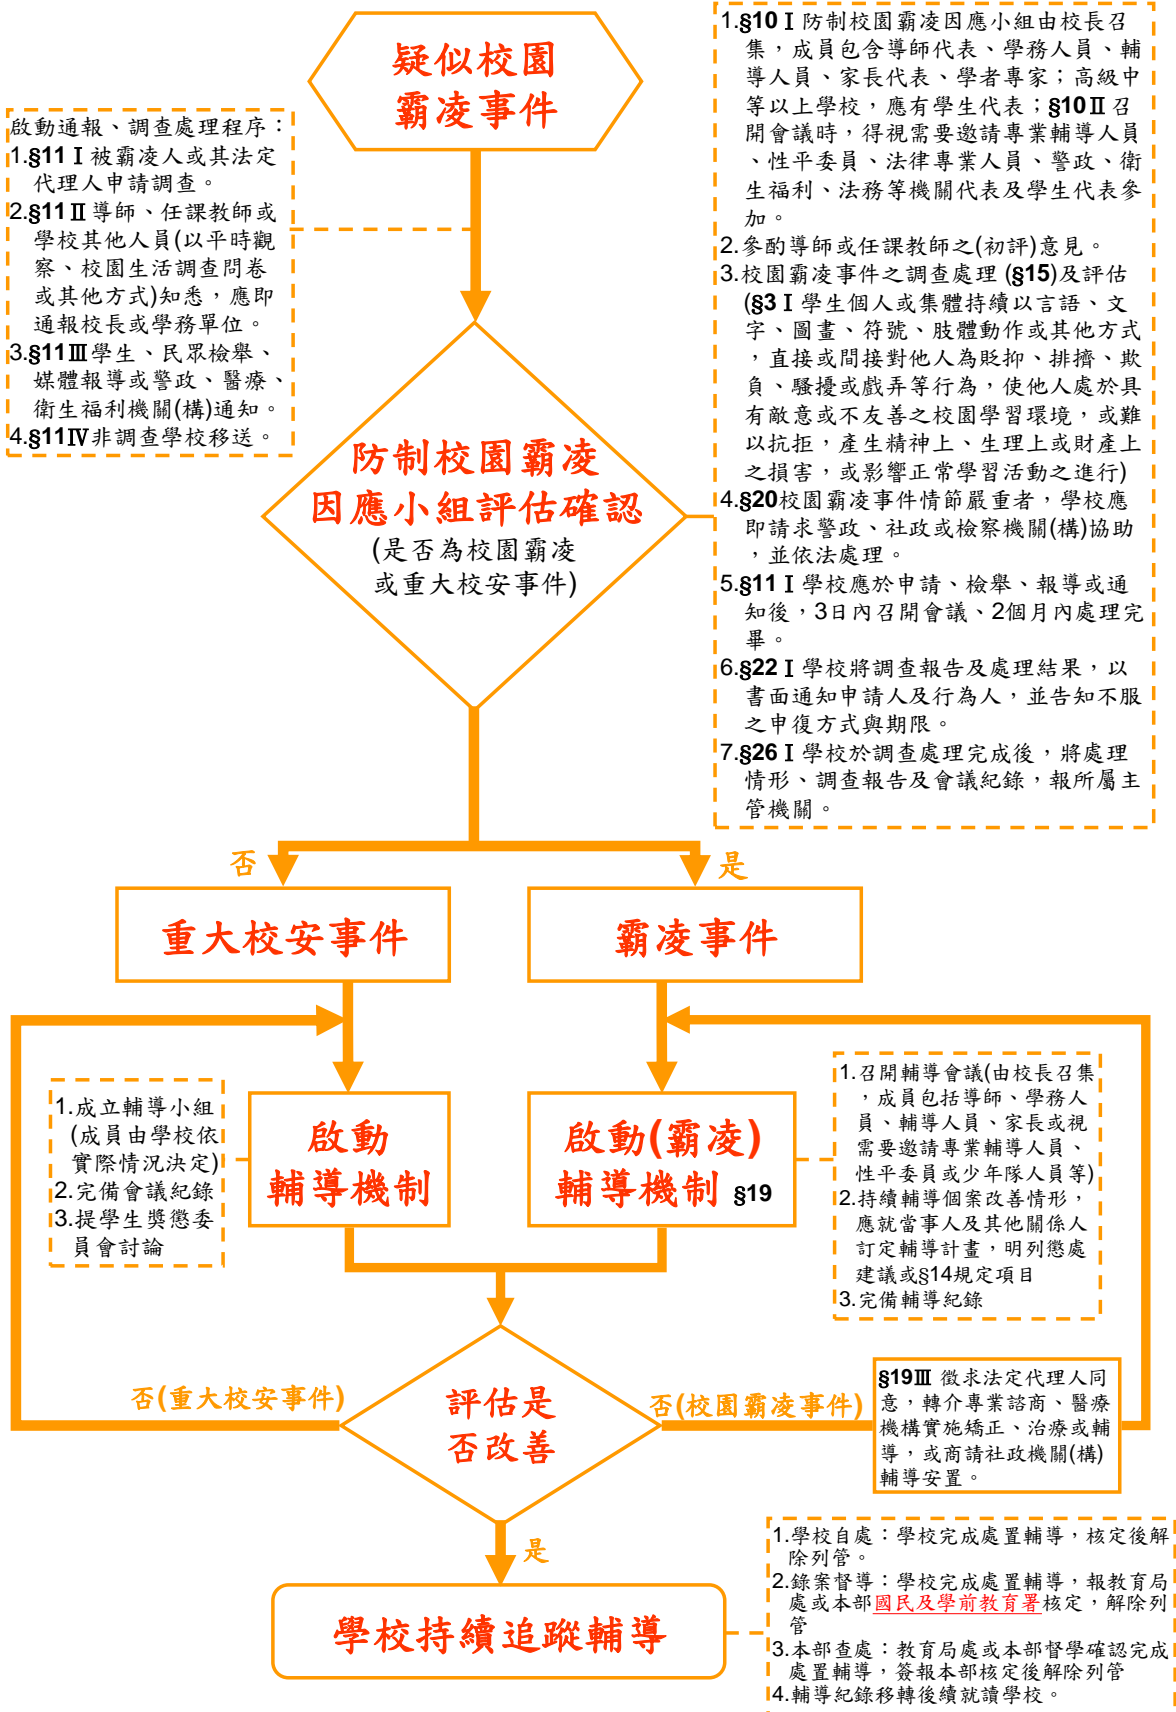 疑似校園
霸凌事件
啟動通報、調查處理程序：
1.§11Ⅰ被霸凌人或其法定
代理人申請調查。
2.§11Ⅱ導師、任課教師或
學校其他人員(以平時觀
察、校園生活調查問卷
或其他方式)知悉，應即
通報校長或學務單位。
3.§11Ⅲ學生、民眾檢舉、
媒體報導或警政、醫療、
衛生福利機關(構)通知。
4.§11Ⅳ非調查學校移送。
1.§10Ⅰ防制校園霸凌因應小組由校長召
集，成員包含導師代表、學務人員、輔
導人員、家長代表、學者專家；高級中
等以上學校，應有學生代表；§10Ⅱ召
開會議時，得視需要邀請專業輔導人員
、性平委員、法律專業人員、警政、衛
生福利、法務等機關代表及學生代表參
加。
2.參酌導師或任課教師之(初評)意見。
3.校園霸凌事件之調查處理 (§15)及評估
(§3Ⅰ學生個人或集體持續以言語、文
字、圖畫、符號、肢體動作或其他方式
，直接或間接對他人為貶抑、排擠、欺
負、騷擾或戲弄等行為，使他人處於具
有敵意或不友善之校園學習環境，或難
以抗拒，產生精神上、生理上或財產上
之損害，或影響正常學習活動之進行)
4.§20校園霸凌事件情節嚴重者，學校應
即請求警政、社政或檢察機關(構)協助
，並依法處理。
5.§11Ⅰ學校應於申請、檢舉、報導或通
知後，3日內召開會議、2個月內處理完
畢。
6.§22Ⅰ學校將調查報告及處理結果，以
書面通知申請人及行為人，並告知不服
之申復方式與期限。
7.§26Ⅰ學校於調查處理完成後，將處理
情形、調查報告及會議紀錄，報所屬主
管機關。
防制校園霸凌
因應小組評估確認
(是否為校園霸凌
或重大校安事件)
否
是
重大校安事件
霸凌事件
1.成立輔導小組
(成員由學校依
實際情況決定)
2.完備會議紀錄
3.提學生獎懲委
員會討論
啟動
輔導機制
啟動(霸凌)
輔導機制 §19
1.召開輔導會議(由校長召集
，成員包括導師、學務人
員、輔導人員、家長或視
需要邀請專業輔導人員、
性平委員或少年隊人員等)
2.持續輔導個案改善情形，
應就當事人及其他關係人
訂定輔導計畫，明列懲處
建議或§14規定項目
3.完備輔導紀錄
否(重大校安事件)
評估是
否改善
否(校園霸凌事件)
§19Ⅲ 徵求法定代理人同
意，轉介專業諮商、醫療
機構實施矯正、治療或輔
導，或商請社政機關(構)
輔導安置。
是
學校持續追蹤輔導
1.學校自處：學校完成處置輔導，核定後解
除列管。
2.錄案督導：學校完成處置輔導，報教育局
處或本部國民及學前教育署核定，解除列
管
3.本部查處：教育局處或本部督學確認完成
處置輔導，簽報本部核定後解除列管
4.輔導紀錄移轉後續就讀學校。